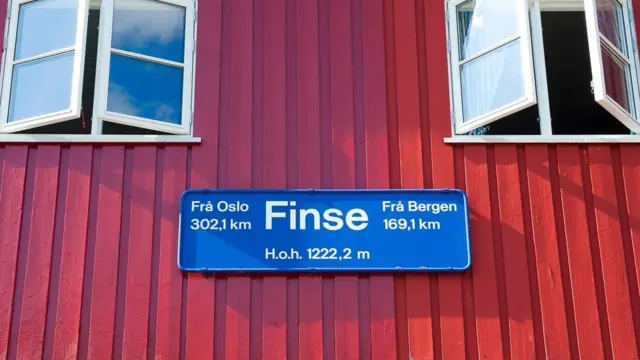 Frå Oslo
302,1 km
Finse
Frå Bergen
169,1 km
H.o.h. 1222,2 m